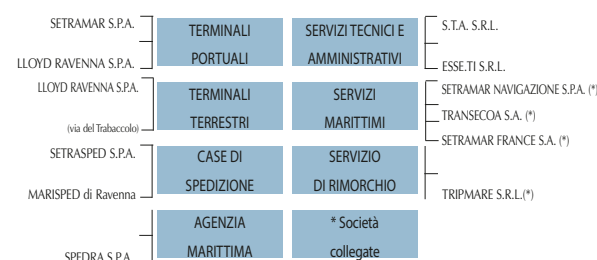 SETRAMAR S.P.A.
LLOYD RAVENNA S.P.A.
TERMINALI
PORTUALI
SERVIZI TECNICI E
AMMINISTRATIVI
S.T.A. S.R.L.
ESSE.TI S.R.L.
LLOYD RAVENNA S.P.A.
(via del Trabaccolo)
TERMINALI
TERRESTRI
SERVIZI
MARITTIMI
SETRAMAR NAVIGAZIONE S.P.A. (*)
TRANSECOA S.A. (*)
SETRAMAR FRANCE S.A. (*)
SETRASPED S.P.A.
MARISPED di Ravenna
CASE DI
SPEDIZIONE
SERVIZIO
DI RIMORCHIO
TRIPMARE S.R.L.(*)
SPEDRA S.P.A.
AGENZIA
MARITTIMA
* Società
collegate